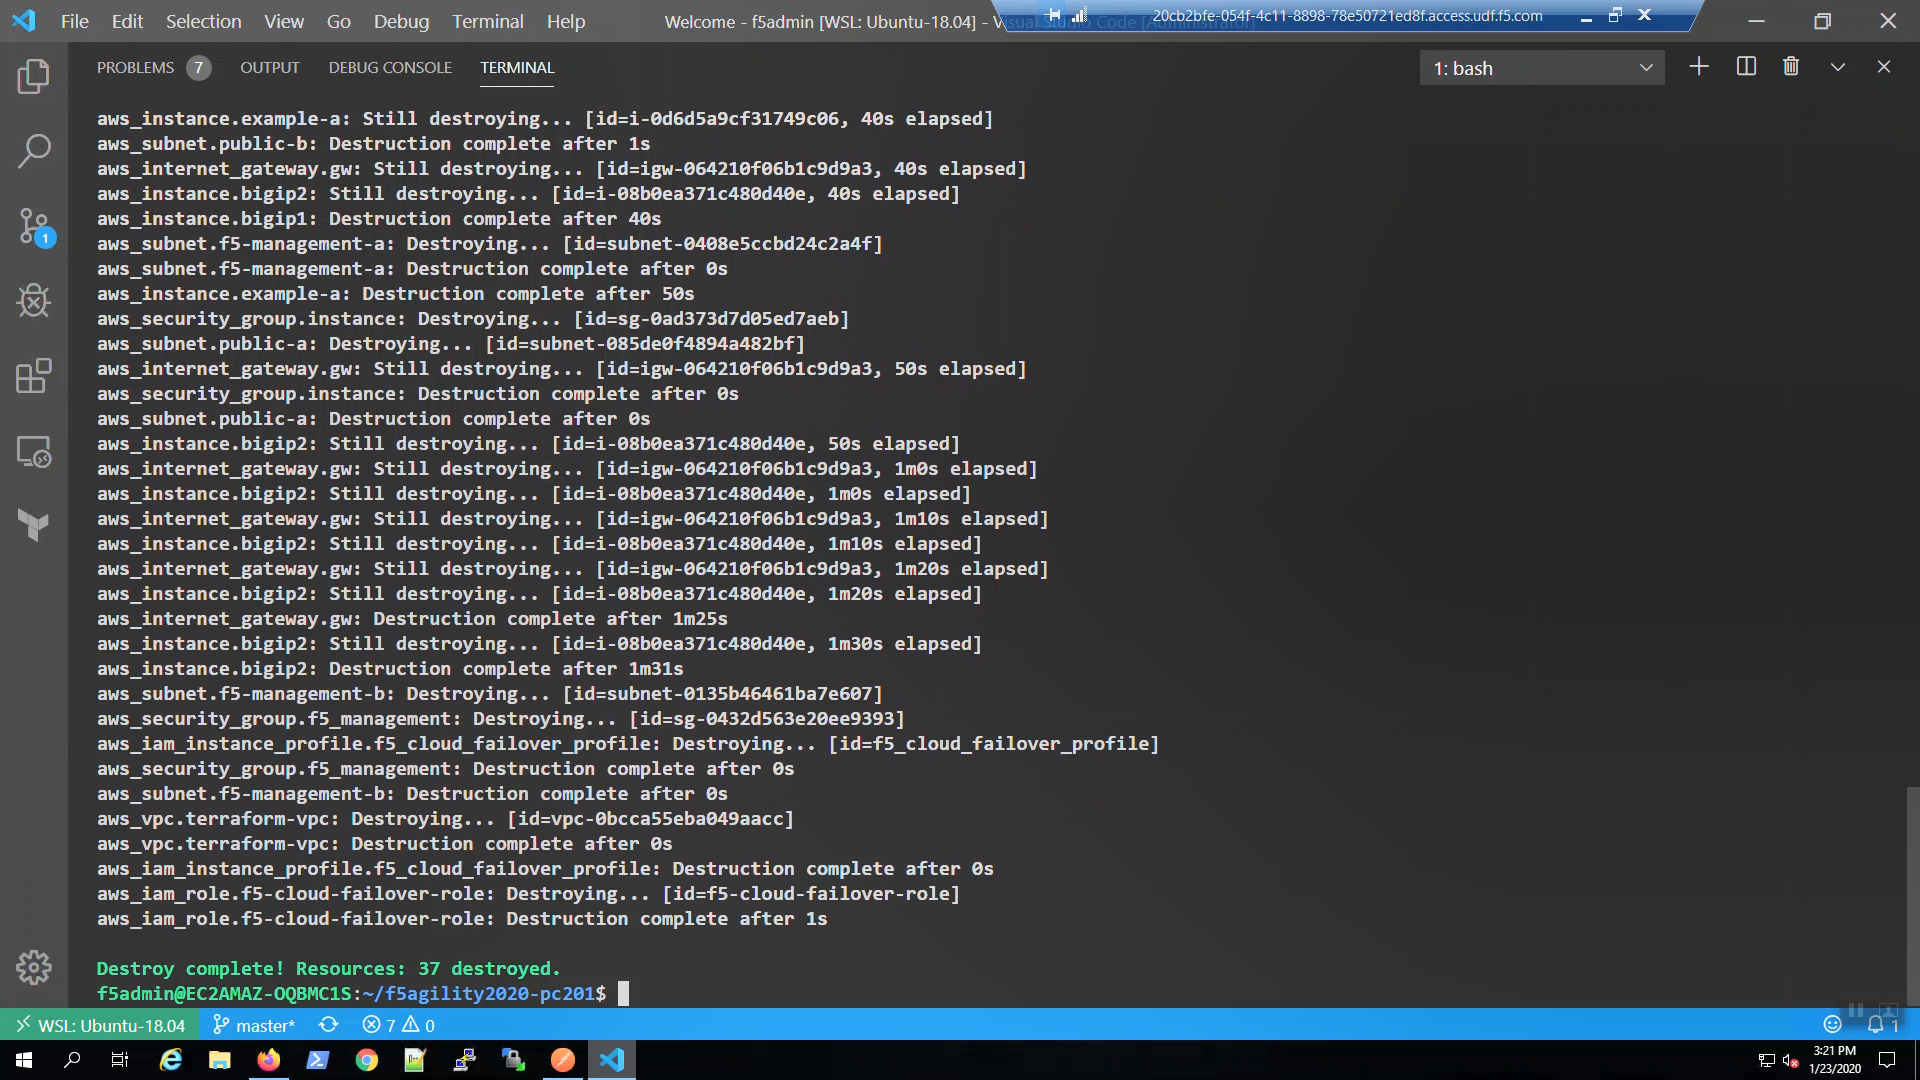 File Edit Selection View Go Debug Terminal Help Welcome - f5admin [WSL: Ubuntu-18.04] - Visual Studio Code [Administrator]
20cb2bfe-054f-4c11-8898-78e50721ed8f.access.udf.f5.com
PROBLEMS 7 OUTPUT DEBUG CONSOLE TERMINAL 1: bash
aws_instance.example-a: Still destroying... [id=i-0d6d5a9cf31749c06, 40s elapsed]
aws_subnet.public-b: Destruction complete after 1s
aws_internet_gateway.gw: Still destroying... [id=igw-064210f06b1c9d9a3, 40s elapsed]
aws_instance.bigip2: Still destroying... [id=i-08b0ea371c480d40e, 40s elapsed]
aws_instance.bigip1: Destruction complete after 40s
aws_subnet.f5-management-a: Destroying... [id=subnet-0408e5ccbd24c2a4f]
aws_subnet.f5-management-a: Destruction complete after 0s
aws_instance.example-a: Destruction complete after 50s
aws_security_group.instance: Destroying... [id=sg-0ad373d7d05ed7aeb]
aws_subnet.public-a: Destroying... [id=subnet-085de0f4894a482bf]
aws_internet_gateway.gw: Still destroying... [id=igw-064210f06b1c9d9a3, 50s elapsed]
aws_security_group.instance: Destruction complete after 0s
aws_subnet.public-a: Destruction complete after 0s
aws_instance.bigip2: Still destroying... [id=i-08b0ea371c480d40e, 50s elapsed]
aws_internet_gateway.gw: Still destroying... [id=igw-064210f06b1c9d9a3, 1m0s elapsed]
aws_instance.bigip2: Still destroying... [id=i-08b0ea371c480d40e, 1m0s elapsed]
aws_internet_gateway.gw: Still destroying... [id=igw-064210f06b1c9d9a3, 1m10s elapsed]
aws_instance.bigip2: Still destroying... [id=i-08b0ea371c480d40e, 1m10s elapsed]
aws_internet_gateway.gw: Still destroying... [id=igw-064210f06b1c9d9a3, 1m20s elapsed]
aws_instance.bigip2: Still destroying... [id=i-08b0ea371c480d40e, 1m20s elapsed]
aws_internet_gateway.gw: Destruction complete after 1m25s
aws_instance.bigip2: Still destroying... [id=i-08b0ea371c480d40e, 1m30s elapsed]
aws_instance.bigip2: Destruction complete after 1m31s
aws_subnet.f5-management-b: Destroying... [id=subnet-0135b46461ba7e607]
aws_security_group.f5_management: Destroying... [id=sg-0432d563e20ee9393]
aws_iam_instance_profile.f5_cloud_failover_profile: Destroying... [id=f5_cloud_failover_profile]
aws_security_group.f5_management: Destruction complete after 0s
aws_subnet.f5-management-b: Destruction complete after 0s
aws_vpc.terraform-vpc: Destroying... [id=vpc-0bcca55eba049aacc]
aws_vpc.terraform-vpc: Destruction complete after 0s
aws_iam_instance_profile.f5_cloud_failover_profile: Destruction complete after 0s
aws_iam_role.f5-cloud-failover-role: Destroying... [id=f5-cloud-failover-role]
aws_iam_role.f5-cloud-failover-role: Destruction complete after 1s
Destroy complete! Resources: 37 destroyed.
f5admin@EC2AMAZ-OQBMC1S:~/f5agility2020-pc201$
1
WSL: Ubuntu-18.04 master* 7 0 1
3:21 PM
1/23/2020